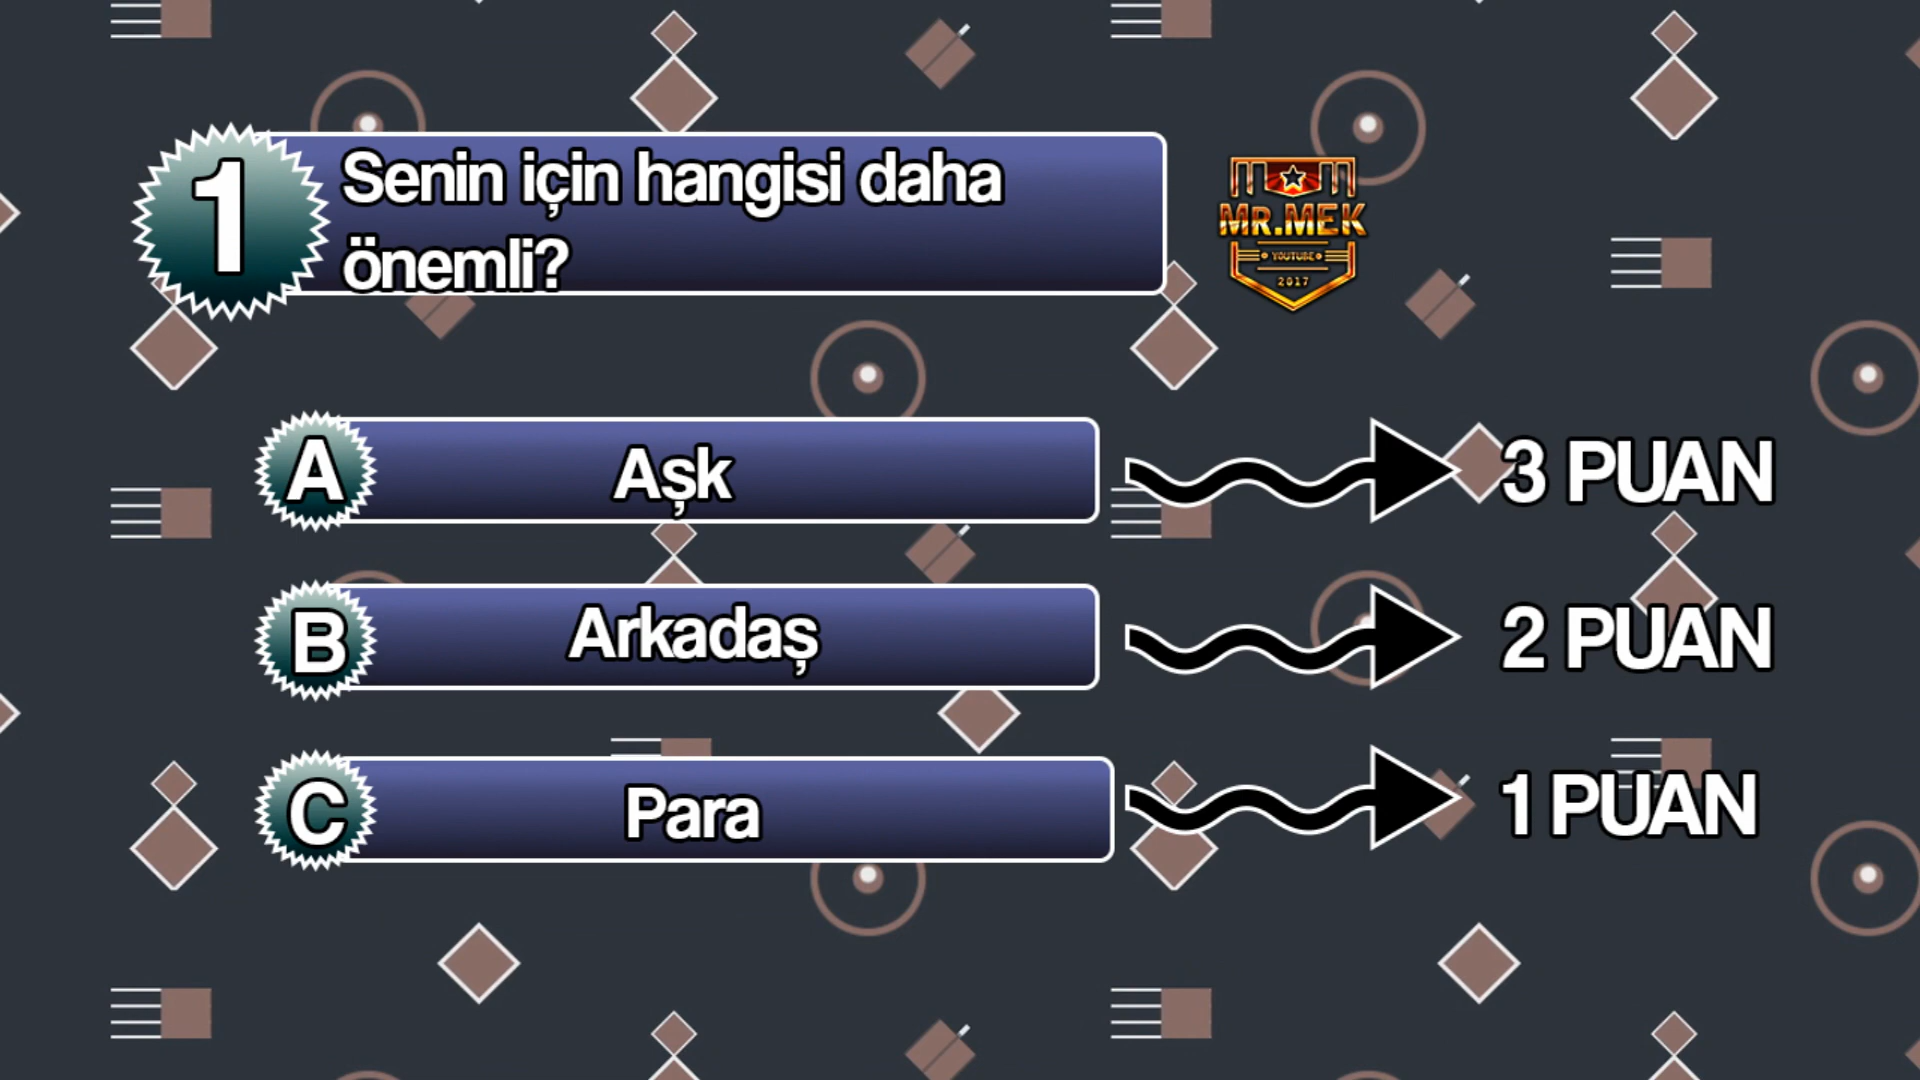 1
Senin için hangisi daha
önemli?
MR.MEK
YOUTUBE
2017
A Aşk 3 PUAN
B Arkadaş 2 PUAN
C Para 1 PUAN